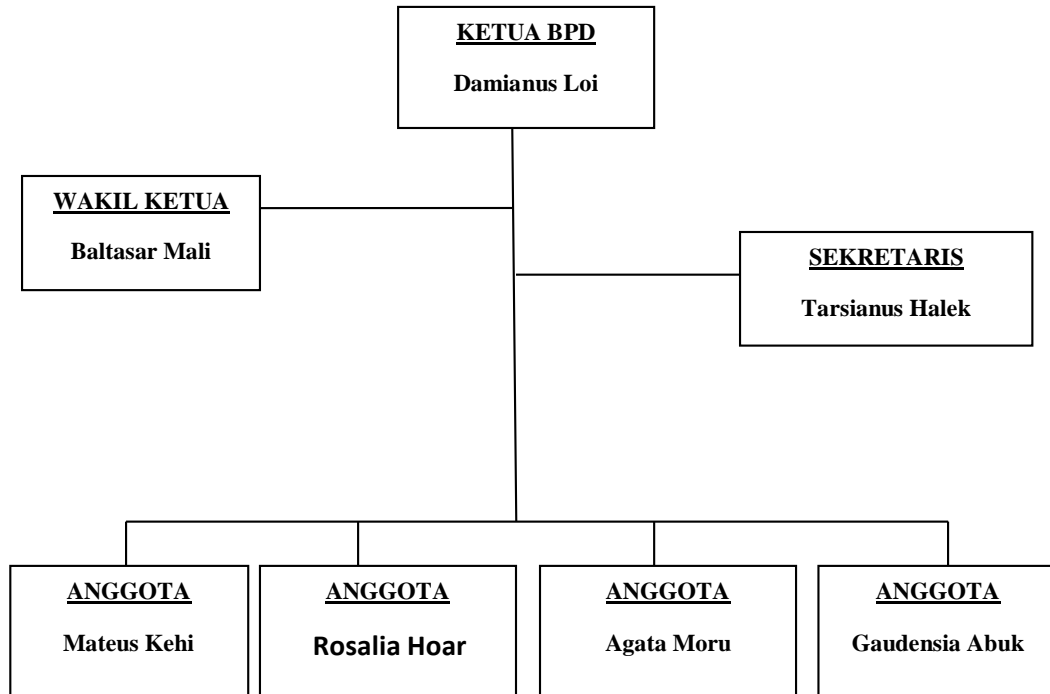 KETUA BPD
Damianus Loi
WAKIL KETUA
Baltasar Mali
SEKRETARIS
Tarsianus Halek
ANGGOTA
Mateus Kehi
ANGGOTA
Rosalia Hoar
ANGGOTA
Agata Moru
ANGGOTA
Gaudensia Abuk